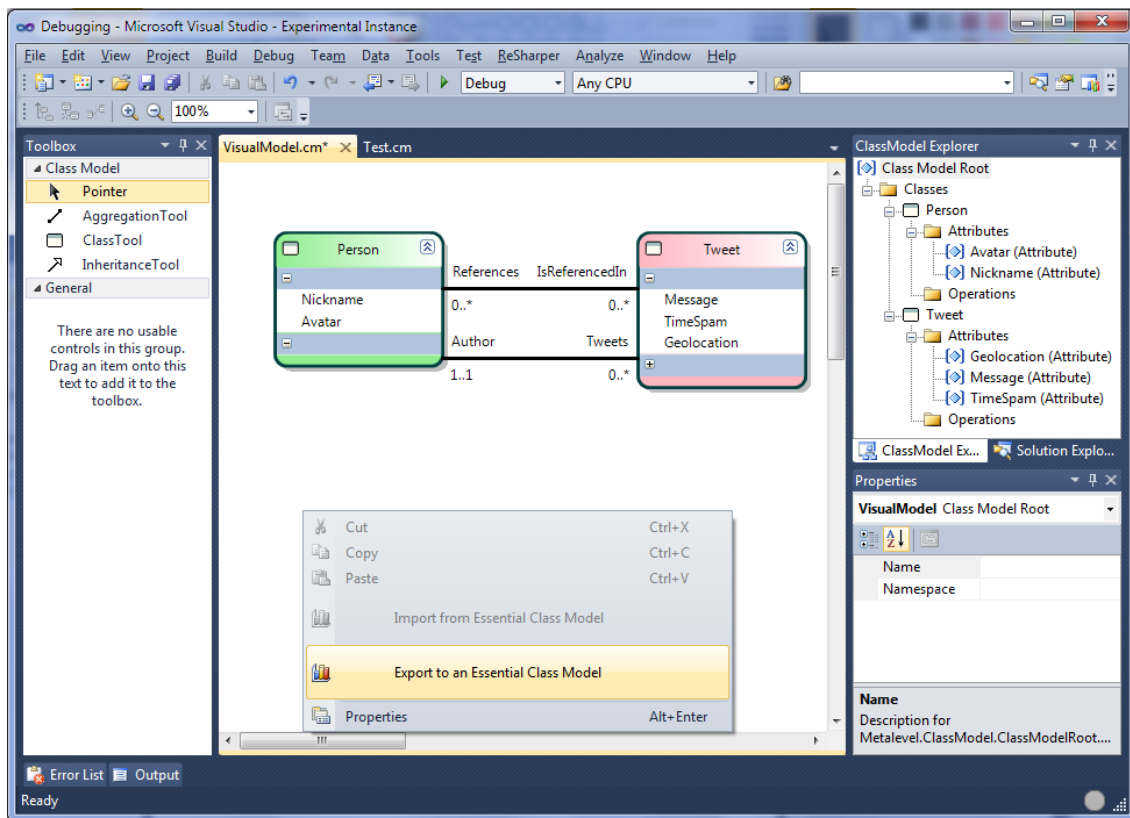 Debugging - Microsoft Visual Studio - Experimental Instance
File Edit View Project Build Debug Team Data Tools Test ReSharper Analyze Window Help
Debug Any CPU
100%
Toolbox
Class Model
Pointer
AggregationTool
ClassTool
InheritanceTool
General
There are no usable
controls in this group.
Drag an item onto this
text to add it to the
toolbox.
VisualModel.cm* Test.cm
Person
Nickname
Avatar
References IsReferencedIn
0..* 0..*
Author Tweets
1..1 0..*
Tweet
Message
TimeSpam
Geolocation
Cut Ctrl+X
Copy Ctrl+C
Paste Ctrl+V
Import from Essential Class Model
Export to an Essential Class Model
Properties Alt+Enter
ClassModel Explorer
Class Model Root
Classes
Person
Attributes
Avatar (Attribute)
Nickname (Attribute)
Operations
Tweet
Attributes
Geolocation (Attribute)
Message (Attribute)
TimeSpam (Attribute)
Operations
ClassModel Ex... Solution Explo...
Properties
VisualModel Class Model Root
Name
Namespace
Name
Description for
Metalevel.ClassModel.ClassModelRoot....
Error List Output
Ready